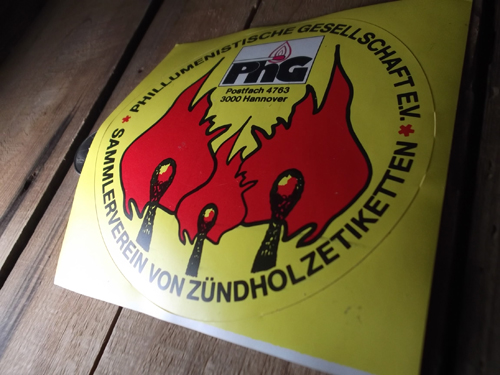 PHILLUMENISTISCHE GESELLSCHAFT E.V.
PhG
Postfach 4763
3000 Hannover
SAMMLERVEREIN VON ZÜNDHOLZETIKETTEN